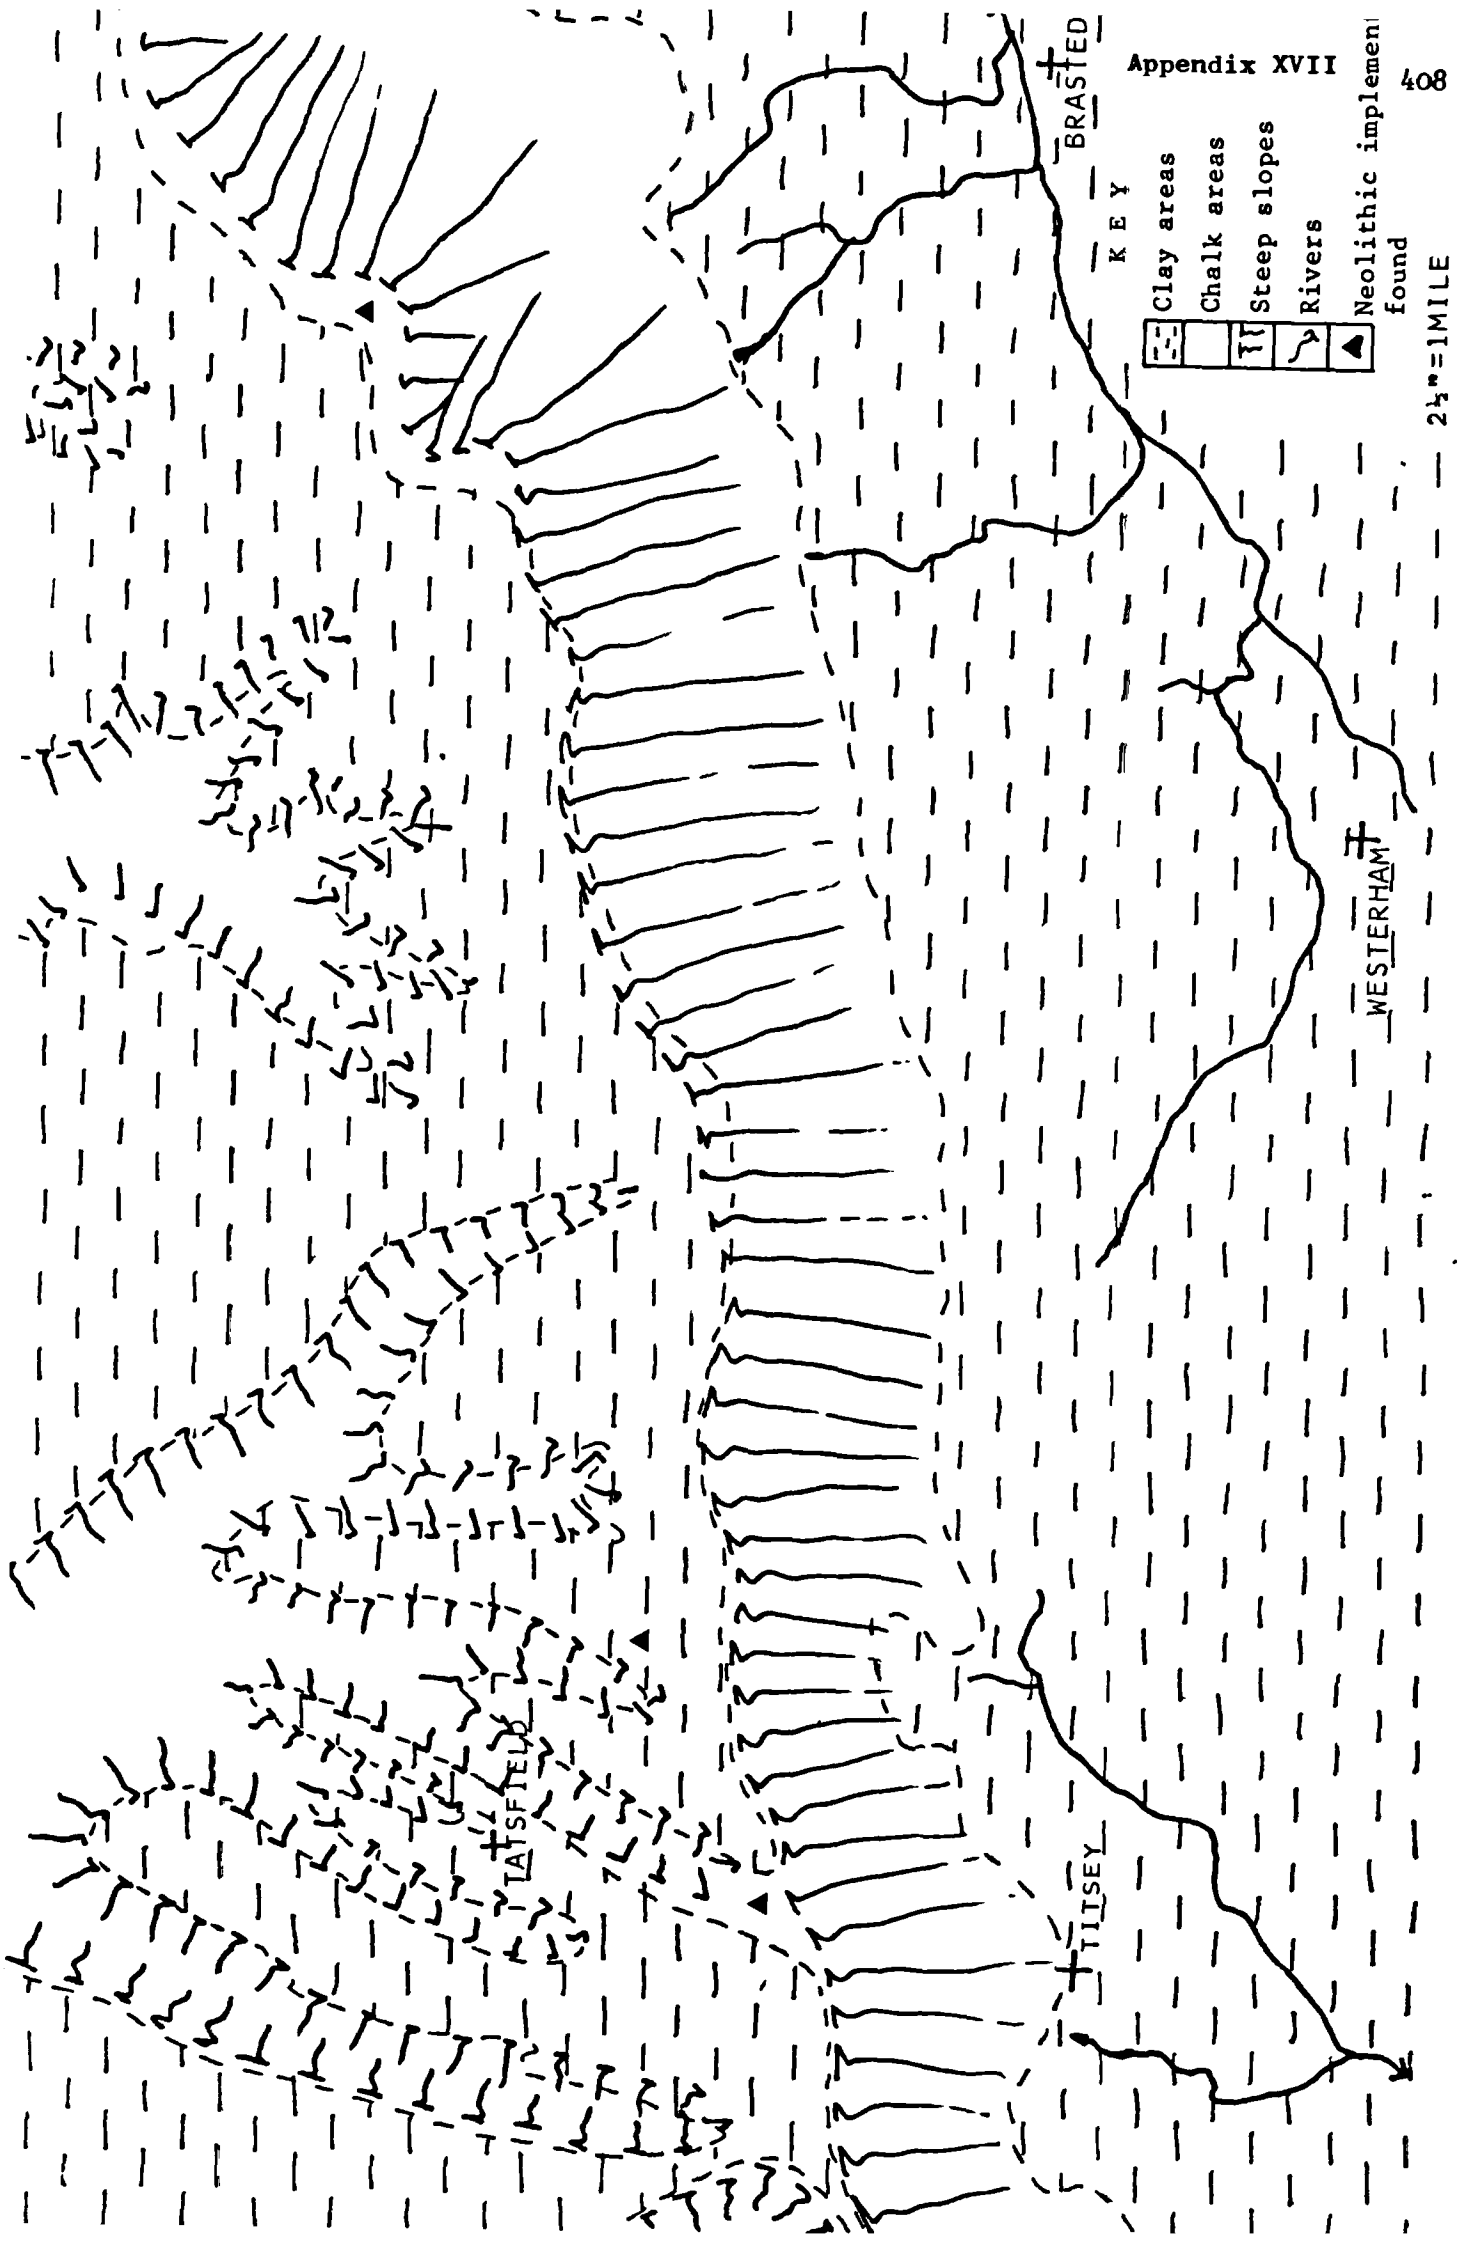 Appendix XVII
408
BRASTED
KEY
Clay areas
Chalk areas
Steep slopes
Rivers
Neolithic implement
found
2½"=1MILE
WESTERHAM
TATSFIELD
TITSEY